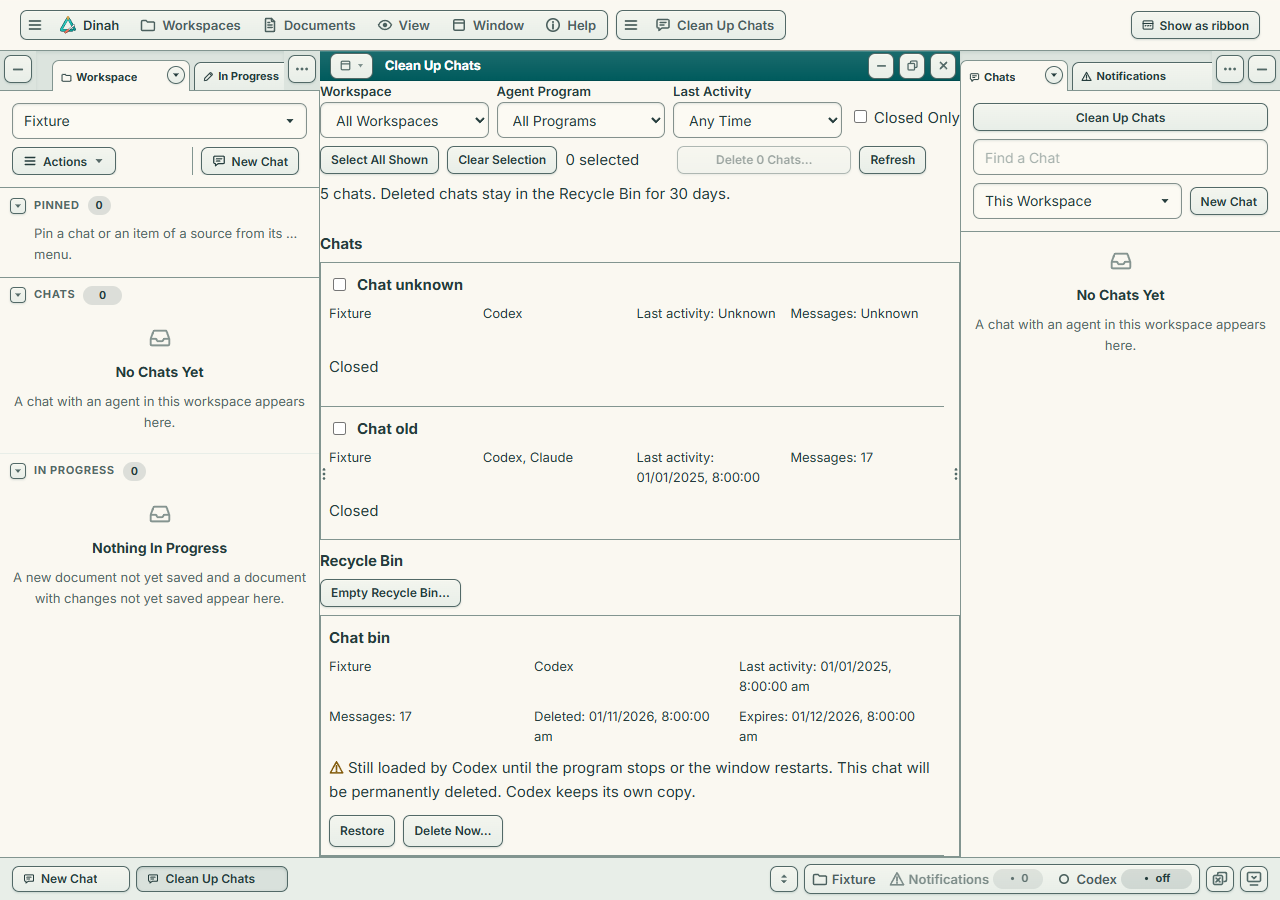 Dinah Workspaces Documents View Window Help Clean Up Chats Show as ribbon
Workspace In Progress
Clean Up Chats
Chats Notifications
Fixture
Actions New Chat
PINNED 0
Pin a chat or an item of a source from its ...
menu.
CHATS 0
No Chats Yet
A chat with an agent in this workspace appears
here.
IN PROGRESS 0
Nothing In Progress
A new document not yet saved and a document
with changes not yet saved appear here.
Workspace Agent Program Last Activity
All Workspaces All Programs Any Time Closed Only
Select All Shown Clear Selection 0 selected Delete 0 Chats... Refresh
5 chats. Deleted chats stay in the Recycle Bin for 30 days.
Chats
Chat unknown
Fixture Codex Last activity: Unknown Messages: Unknown
Closed
Chat old
Fixture Codex, Claude Last activity: Messages: 17
01/01/2025, 8:00:00
Closed
Recycle Bin
Empty Recycle Bin...
Chat bin
Fixture Codex Last activity: 01/01/2025,
8:00:00 am
Messages: 17 Deleted: 01/11/2026, 8:00:00 Expires: 01/12/2026, 8:00:00
am am
Still loaded by Codex until the program stops or the window restarts. This chat will
be permanently deleted. Codex keeps its own copy.
Restore Delete Now...
Clean Up Chats
Find a Chat
This Workspace New Chat
No Chats Yet
A chat with an agent in this workspace appears
here.
New Chat Clean Up Chats Fixture Notifications • 0 Codex • off